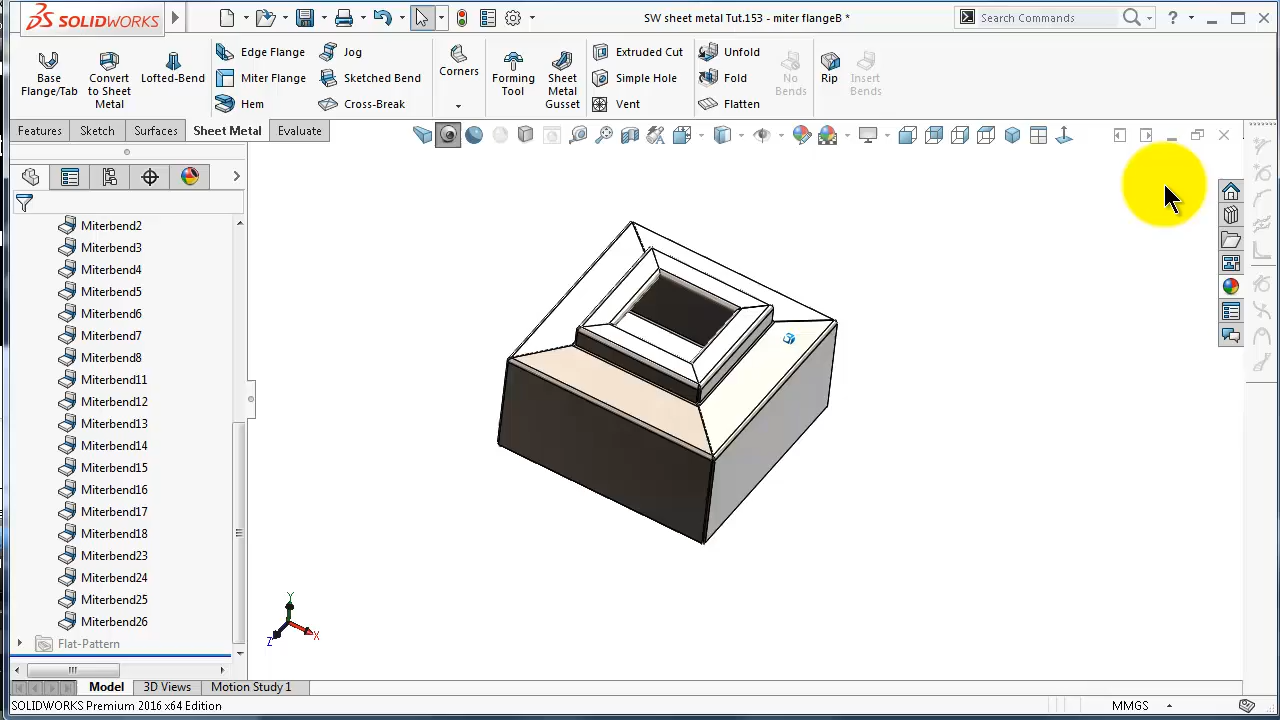 SOLIDWORKS
SW sheet metal Tut.153 - miter flangeB *
Search Commands
Base Flange/Tab
Convert to Sheet Metal
Lofted-Bend
Edge Flange
Miter Flange
Hem
Jog
Sketched Bend
Cross-Break
Corners
Forming Tool
Sheet Metal Gusset
Extruded Cut
Simple Hole
Vent
Unfold
Fold
Flatten
No Bends
Rip
Insert Bends
Features
Sketch
Surfaces
Sheet Metal
Evaluate
Miterbend2
Miterbend3
Miterbend4
Miterbend5
Miterbend6
Miterbend7
Miterbend8
Miterbend11
Miterbend12
Miterbend13
Miterbend14
Miterbend15
Miterbend16
Miterbend17
Miterbend18
Miterbend23
Miterbend24
Miterbend25
Miterbend26
Flat-Pattern
Y
Z
X
Model
3D Views
Motion Study 1
SOLIDWORKS Premium 2016 x64 Edition
MMGS